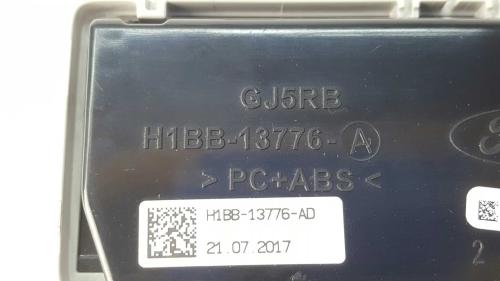 GJ5RB
H1BB-13776-A
> PC+ABS <
H1BB-13776-AD
21.07.2017
2